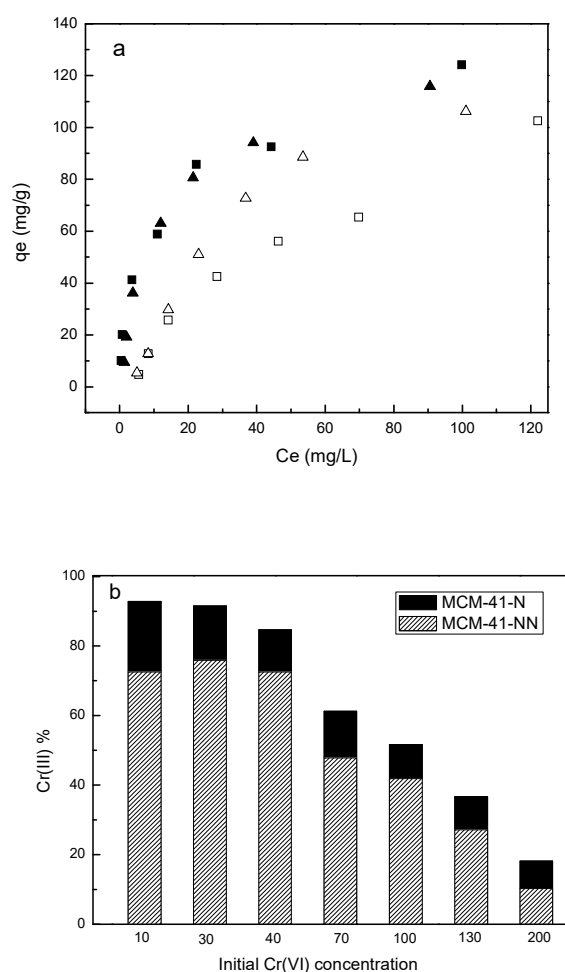 a
140
120
100
80
60
40
20
0
qe (mg/g)
0 20 40 60 80 100 120
Ce (mg/L)
b
MCM-41-N
MCM-41-NN
100
80
60
40
20
0
Cr(III) %
10 30 40 70 100 130 200
Initial Cr(VI) concentration